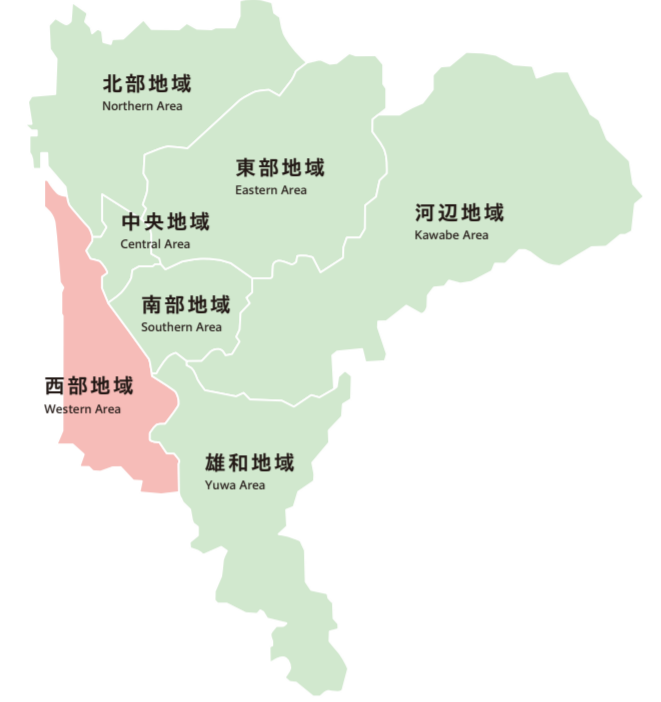 北部地域
Northern Area
東部地域
Eastern Area
河辺地域
Kawabe Area
中央地域
Central Area
南部地域
Southern Area
西部地域
Western Area
雄和地域
Yuwa Area